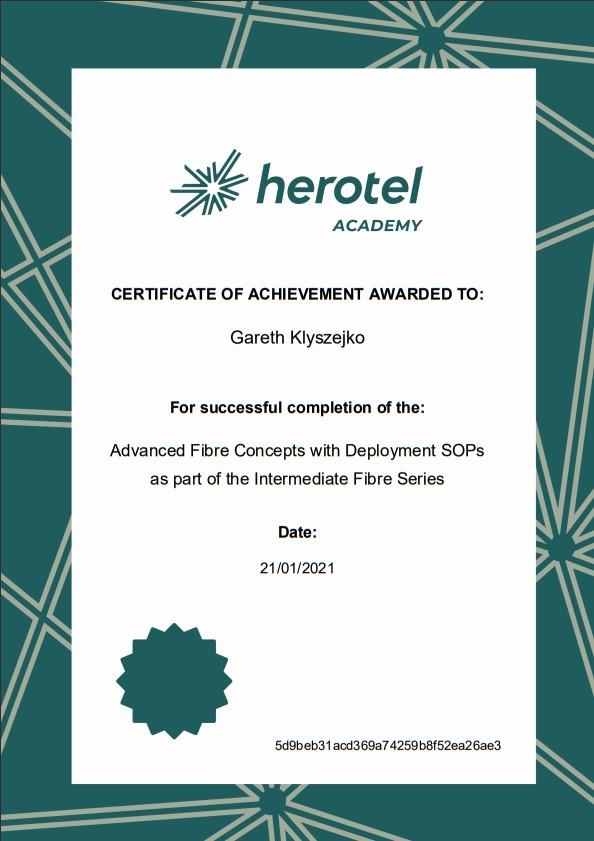 herotel
ACADEMY
CERTIFICATE OF ACHIEVEMENT AWARDED TO:
Gareth Klyszejko
For successful completion of the:
Advanced Fibre Concepts with Deployment SOPs
as part of the Intermediate Fibre Series
Date:
21/01/2021
5d9beb31acd369a74259b8f52ea26ae3